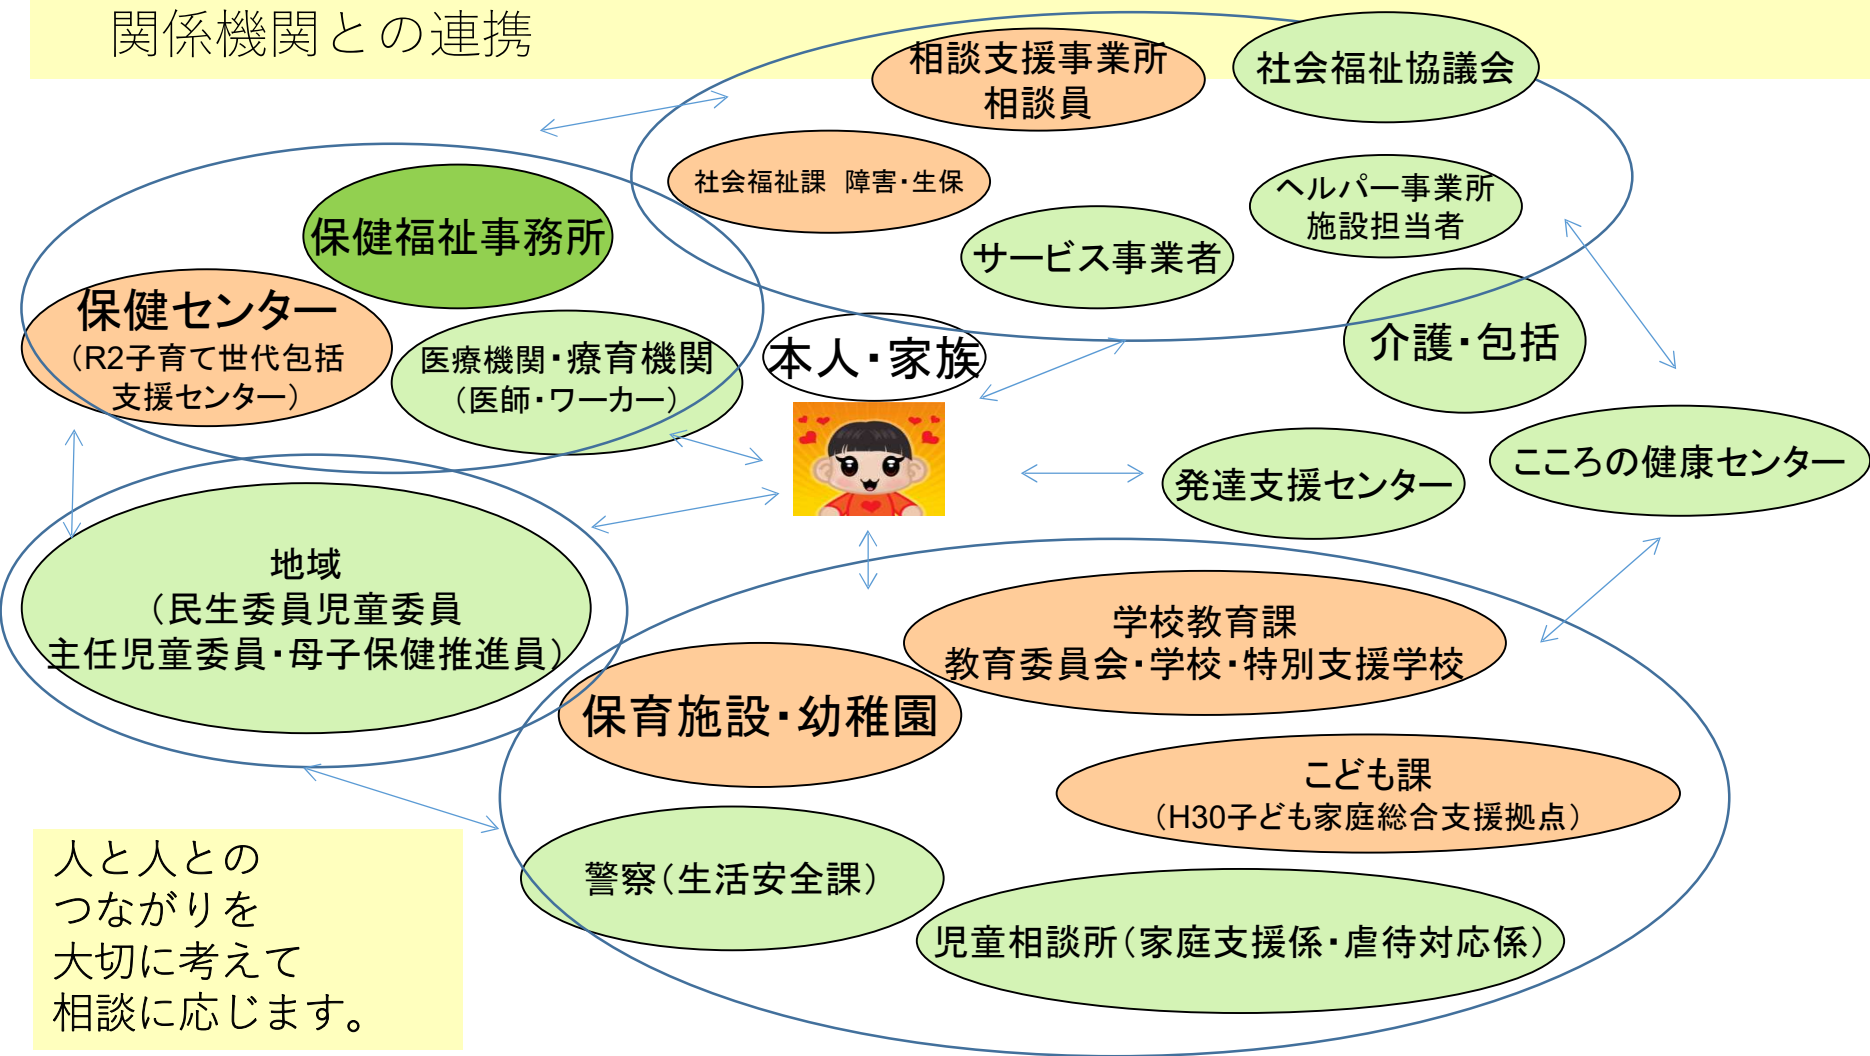 関係機関との連携
相談支援事業所
相談員
社会福祉協議会
社会福祉課　障害・生保
ヘルパー事業所
施設担当者
サービス事業者
保健福祉事務所
保健センター
（R2子育て世代包括
支援センター）
医療機関・療育機関
（医師・ワーカー）
本人・家族
介護・包括
発達支援センター
こころの健康センター
地域
（民生委員児童委員
主任児童委員・母子保健推進員）
学校教育課
教育委員会・学校・特別支援学校
保育施設・幼稚園
こども課
（H30子ども家庭総合支援拠点）
警察（生活安全課）
児童相談所（家庭支援係・虐待対応係）
人と人との
つながりを
大切に考えて
相談に応じます。